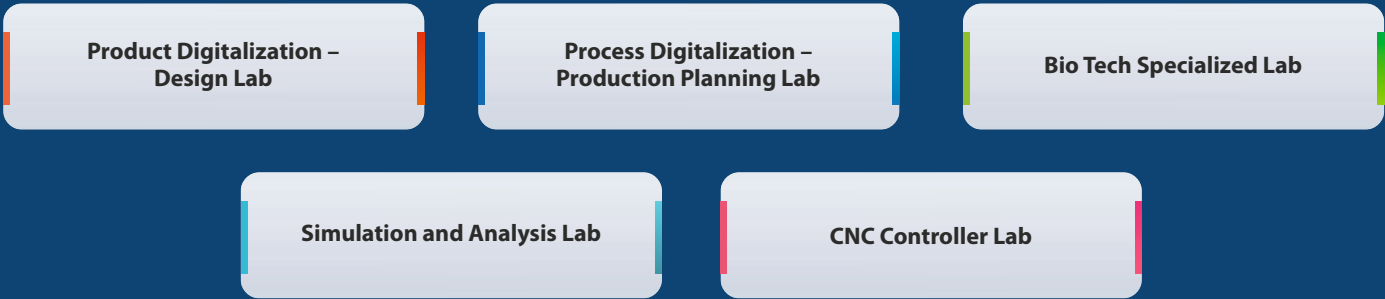 Product Digitalization –
Design Lab
Process Digitalization –
Production Planning Lab
Bio Tech Specialized Lab
Simulation and Analysis Lab
CNC Controller Lab